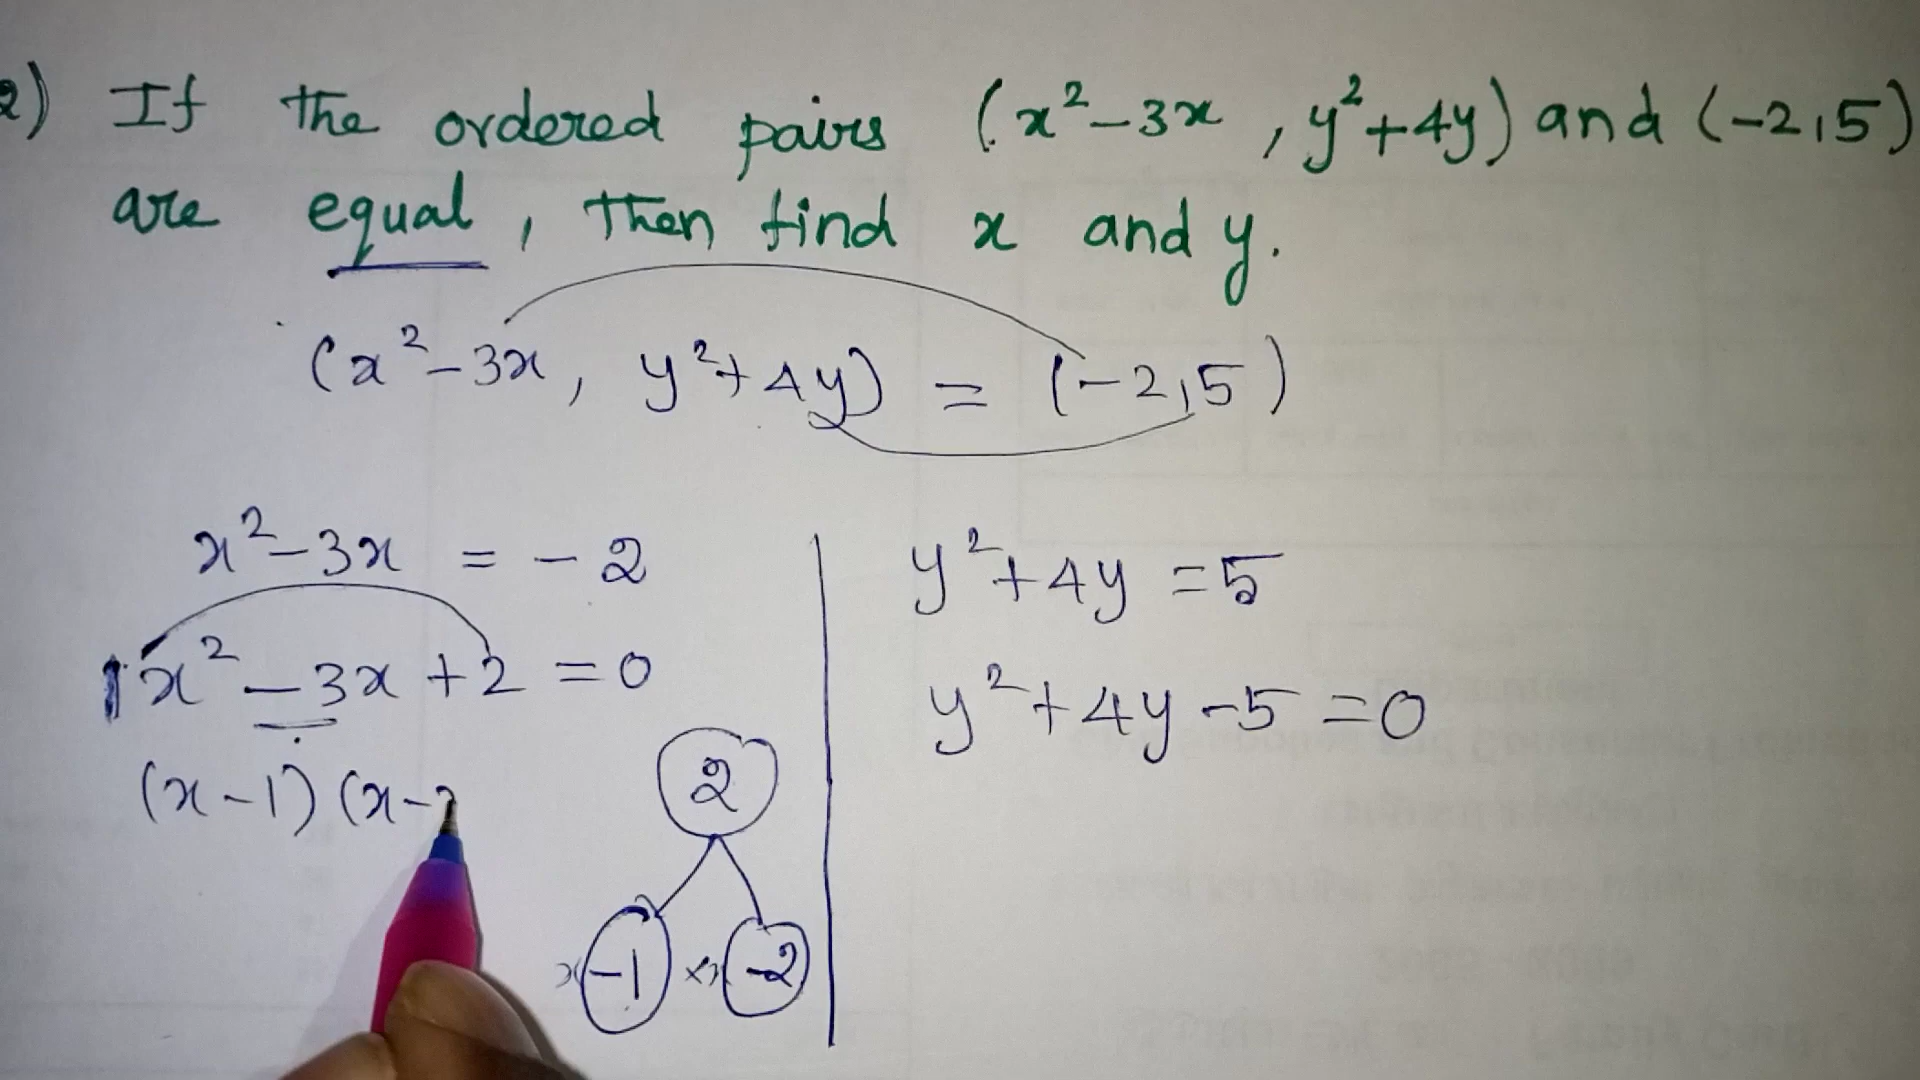 2) If the ordered pairs (x²-3x, y²+4y) and (-2,5)
are equal, then find x and y.
(x²-3x, y²+4y) = (-2,5)
x²-3x = -2
1x²-3x+2=0
(x-1)(x-2
2
-1
-2
y²+4y=5
y²+4y-5=0